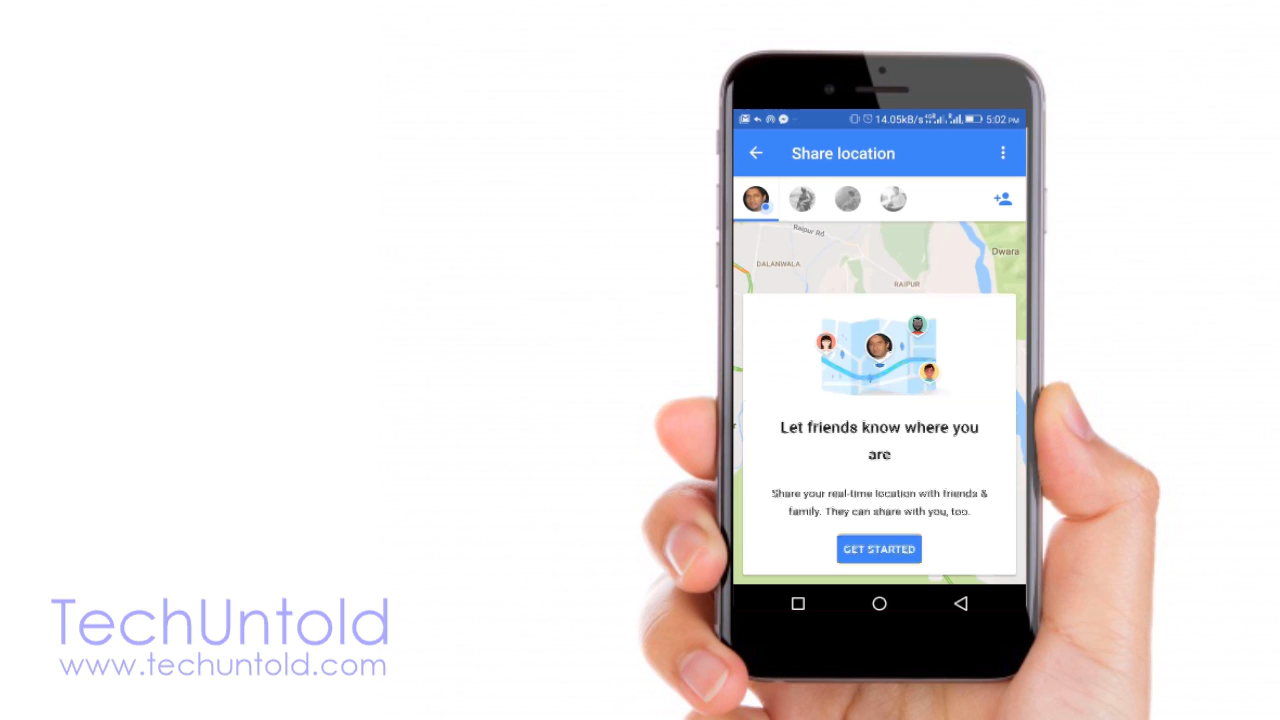 14.05kB/s 5:02 PM
Share location
Raipur Rd
Dwara
DALANWALA
RAIPUR
Let friends know where you
are
Share your real-time location with friends &
family. They can share with you, too.
GET STARTED
TechUntold
www.techuntold.com